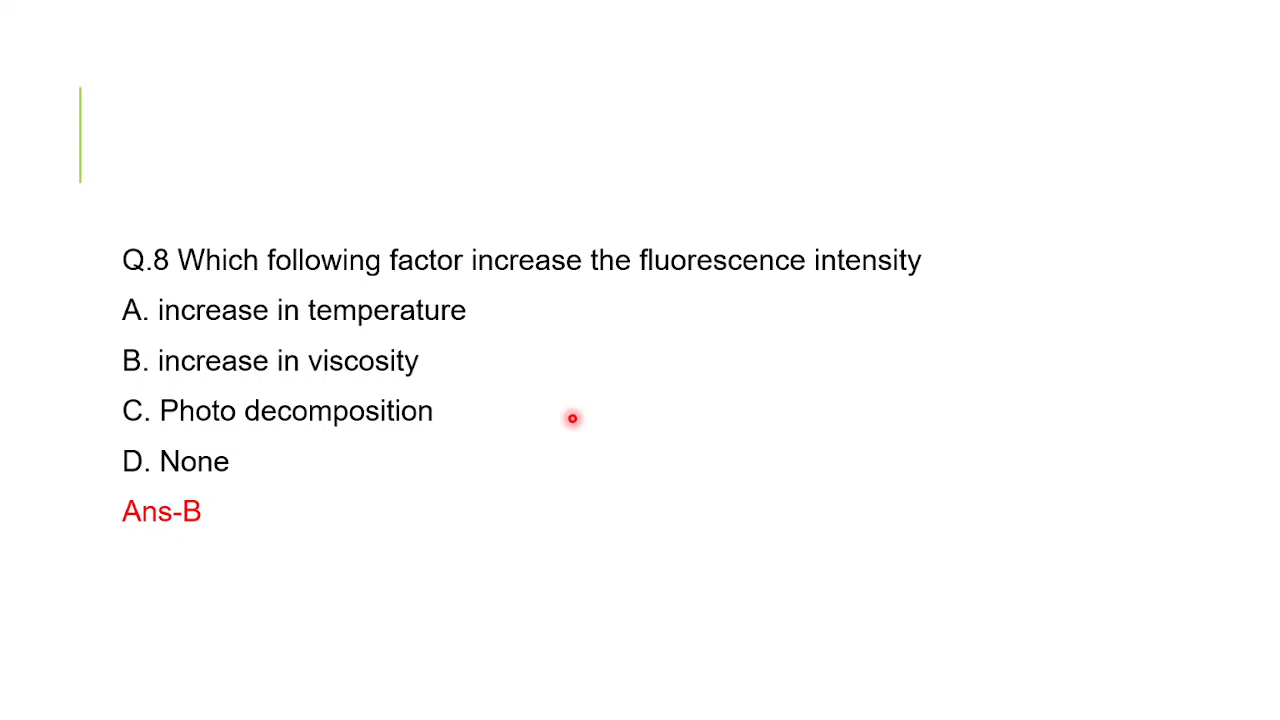 Q.8 Which following factor increase the fluorescence intensity
A. increase in temperature
B. increase in viscosity
C. Photo decomposition
D. None
Ans-B